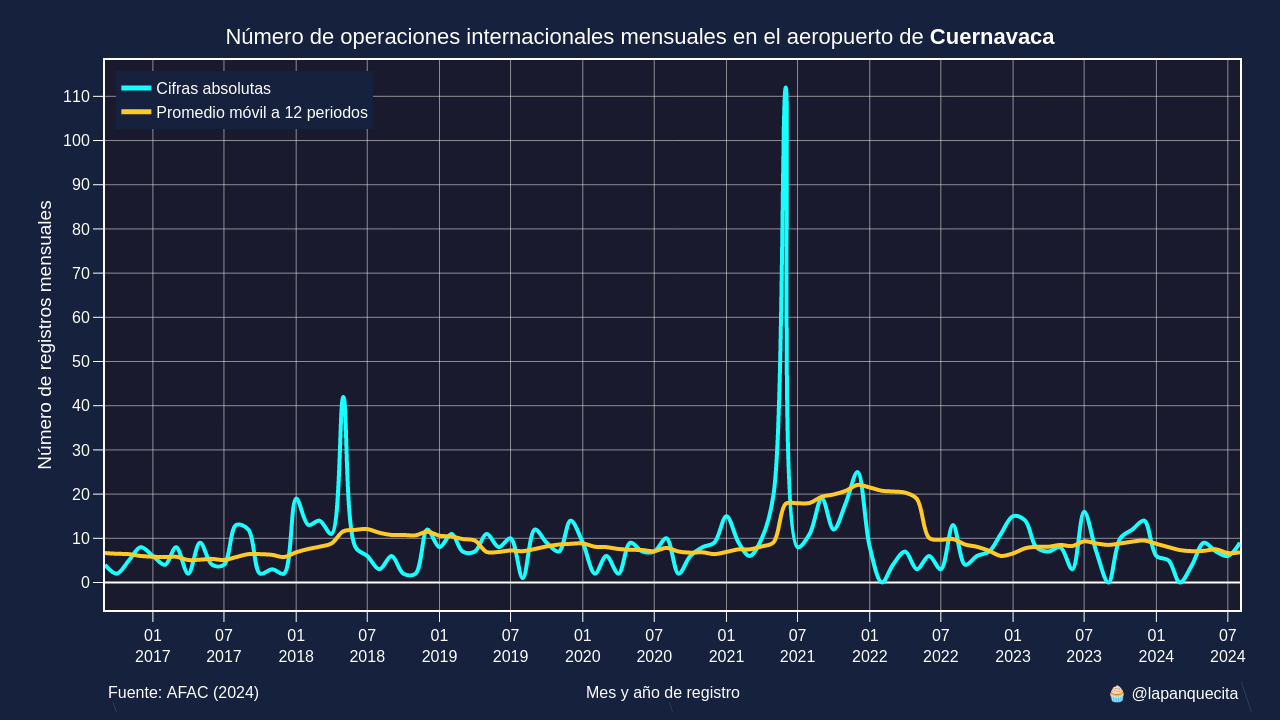 Número de operaciones internacionales mensuales en el aeropuerto de Cuernavaca
Cifras absolutas
Promedio móvil a 12 periodos
Número de registros mensuales
110
100
90
80
70
60
50
40
30
20
10
0
01 07 01 07 01 07 01 07 01 07 01 07 01 07 01 07
2017 2017 2018 2018 2019 2019 2020 2020 2021 2021 2022 2022 2023 2023 2024 2024
Fuente: AFAC (2024)
Mes y año de registro
🧁 @lapanquecita